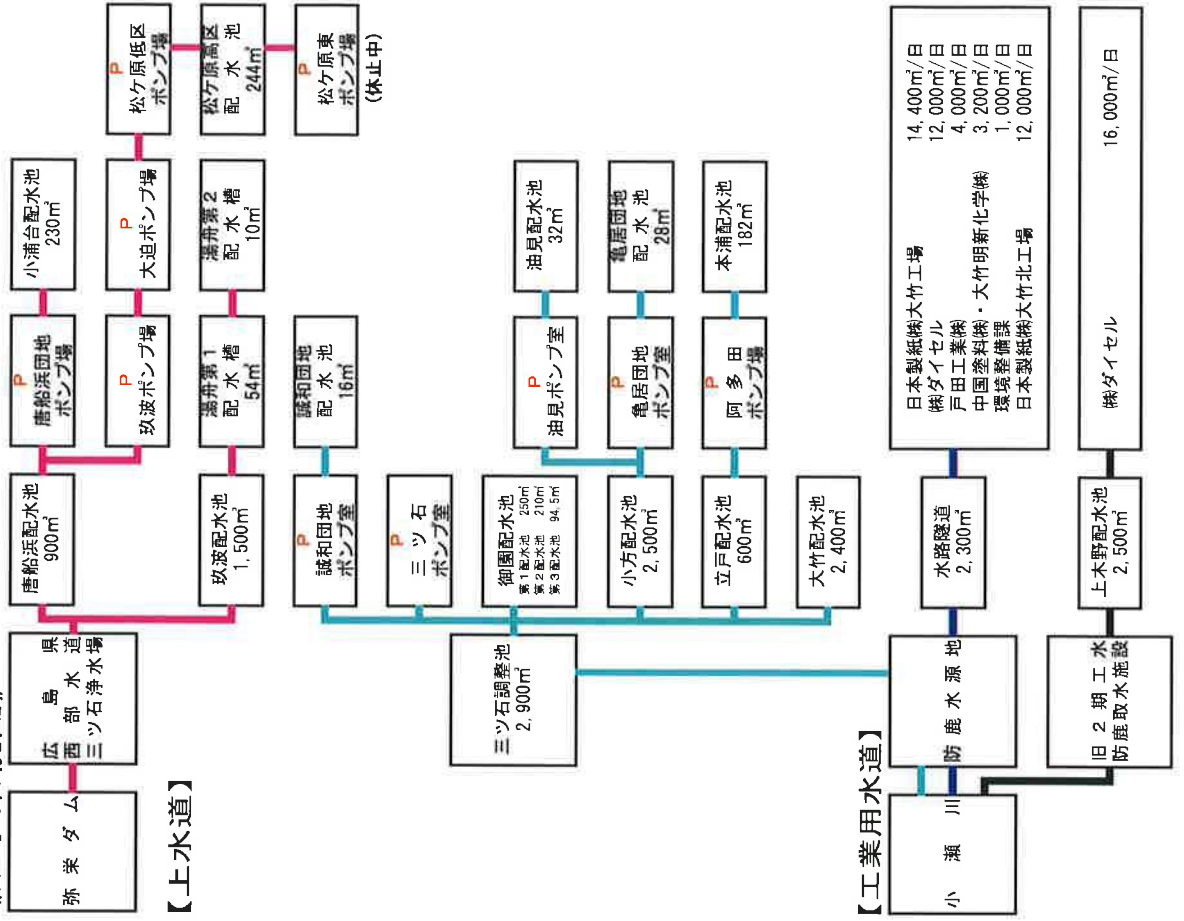 弥栄ダム
広島県
西部水道
三ツ石浄水場
唐船浜配水池
900㎥
P
唐船浜団地
ポンプ場
小浦台配水池
230㎥
P
玖波ポンプ場
P
大迫ポンプ場
P
松ケ原低区
ポンプ場
松ケ原高区
配水池
244㎥
P
松ケ原東
ポンプ場
(休止中)
玖波配水池
1,500㎥
湯舟第1
配水槽
54㎥
湯舟第2
配水槽
10㎥
【上水道】
P
誠和団地
ポンプ室
誠和団地
配水池
16㎥
P
三ツ石
ポンプ室
三ツ石調整池
2,900㎥
御園配水池
第1配水池 250㎥
第2配水池 210㎥
第3配水池 94.5㎥
小方配水池
2,500㎥
P
油見ポンプ室
油見配水池
32㎥
P
亀居団地
ポンプ室
亀居団地
配水池
28㎥
立戸配水池
600㎥
P
阿多田
ポンプ場
本浦配水池
182㎥
大竹配水池
2,400㎥
【工業用水道】
小瀬川
防鹿水源地
水路隧道
2,300㎥
日本製紙㈱大竹工場 14,400㎥/日
㈱ダイセル 12,000㎥/日
戸田工業㈱ 4,000㎥/日
中国塗料㈱・大竹明新化学㈱ 3,200㎥/日
環境整備課 1,000㎥/日
日本製紙㈱大竹北工場 12,000㎥/日
旧2期工水
防鹿取水施設
上木野配水池
2,500㎥
㈱ダイセル 16,000㎥/日